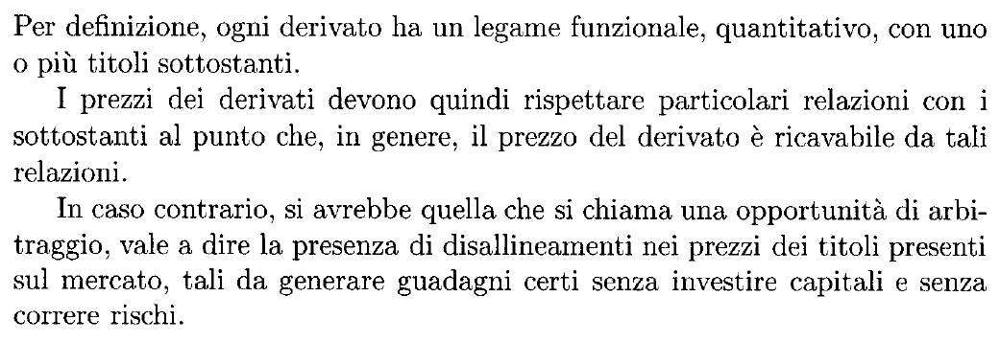 Per definizione, ogni derivato ha un legame funzionale, quantitativo, con uno
o più titoli sottostanti.
I prezzi dei derivati devono quindi rispettare particolari relazioni con i
sottostanti al punto che, in genere, il prezzo del derivato è ricavabile da tali
relazioni.
In caso contrario, si avrebbe quella che si chiama una opportunità di arbi-
traggio, vale a dire la presenza di disallineamenti nei prezzi dei titoli presenti
sul mercato, tali da generare guadagni certi senza investire capitali e senza
correre rischi.